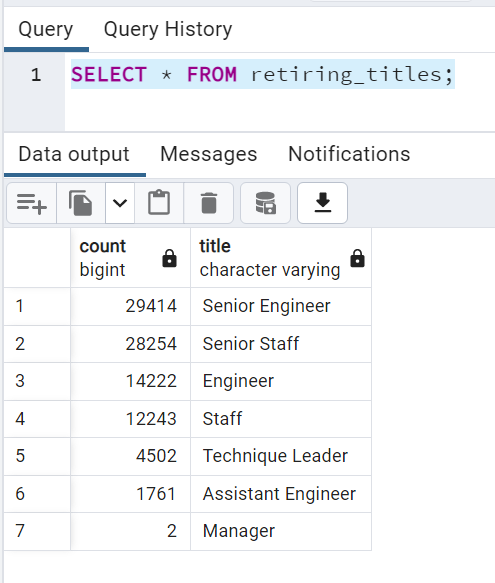 Query Query History
1 SELECT * FROM retiring_titles;
Data output Messages Notifications
count title
bigint character varying
1 29414 Senior Engineer
2 28254 Senior Staff
3 14222 Engineer
4 12243 Staff
5 4502 Technique Leader
6 1761 Assistant Engineer
7 2 Manager